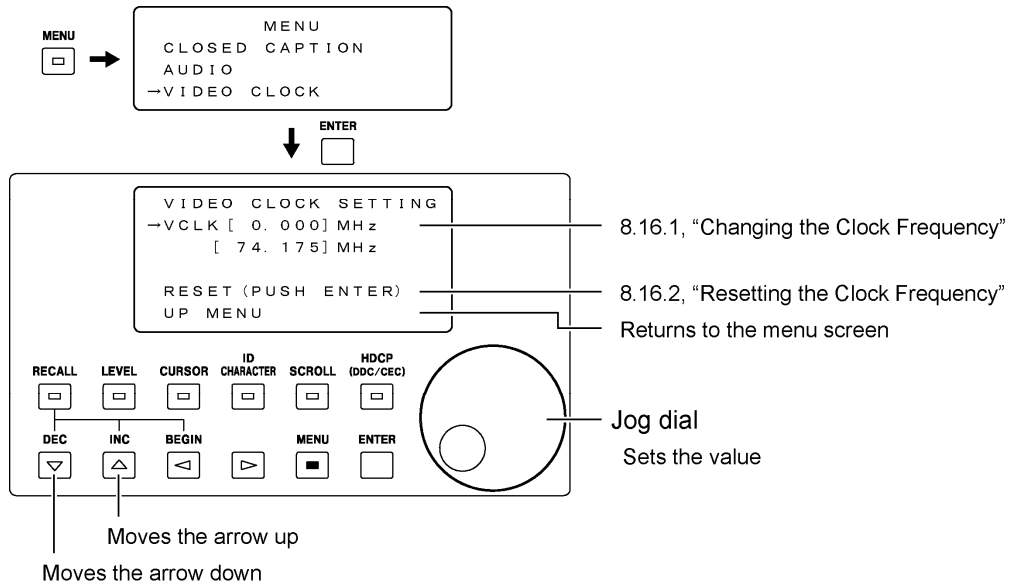 MENU
MENU
CLOSED CAPTION
AUDIO
→VIDEO CLOCK
ENTER
VIDEO CLOCK SETTING
→VCLK [ 0. 000] MHz
[ 74. 175] MHz
RESET (PUSH ENTER)
UP MENU
8.16.1, “Changing the Clock Frequency”
8.16.2, “Resetting the Clock Frequency”
Returns to the menu screen
RECALL
LEVEL
CURSOR
ID
CHARACTER
SCROLL
HDCP
(DDC/CEC)
Jog dial
Sets the value
DEC
INC
BEGIN
MENU
ENTER
Moves the arrow up
Moves the arrow down